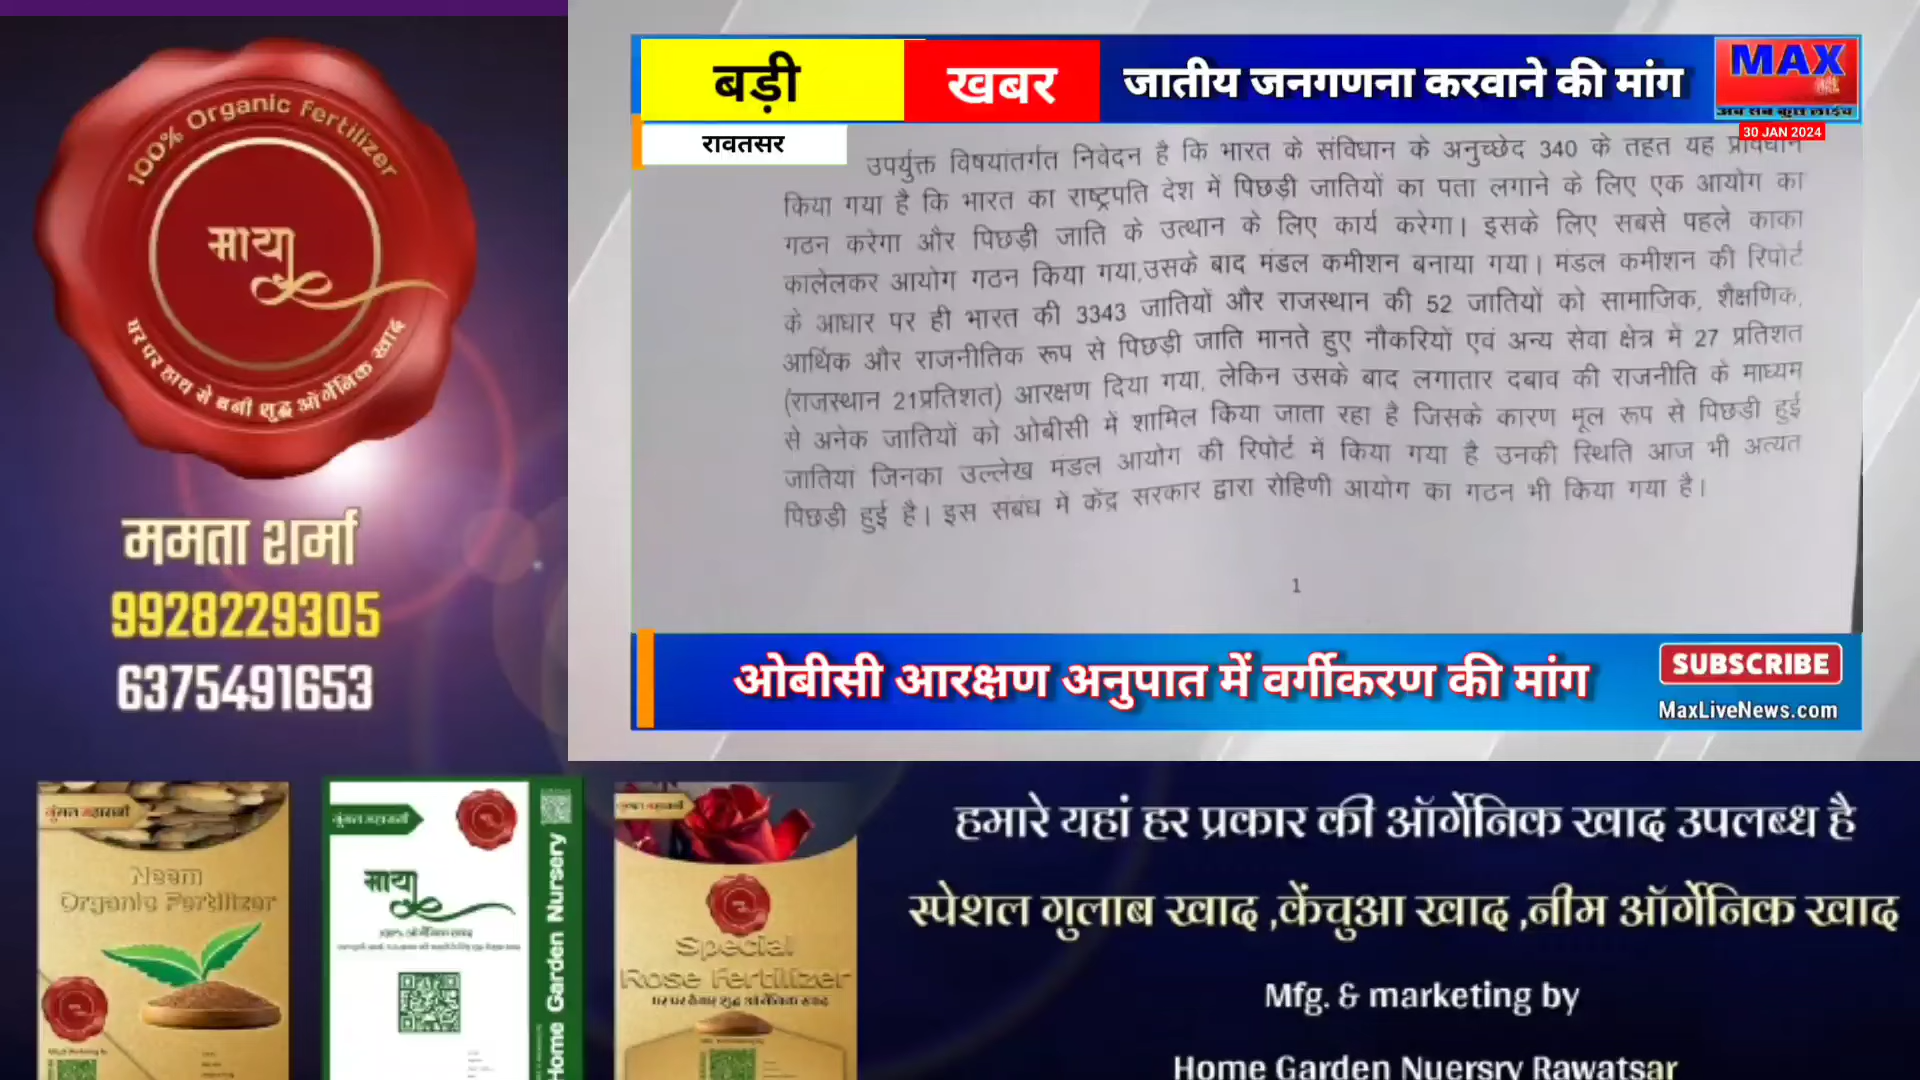 100% Organic Fertilizer
माया
घर पर हाथ से बनी शुद्ध ऑर्गेनिक खाद
ममता शर्मा
9928229305
6375491653
बड़ी
खबर
जातीय जनगणना करवाने की मांग
MAX
अब सब कुछ लाईव
30 JAN 2024
रावतसर
उपर्युक्त विषयांतर्गत निवेदन है कि भारत के संविधान के अनुच्छेद 340 के तहत यह प्रावधान
किया गया है कि भारत का राष्ट्रपति देश में पिछड़ी जातियों का पता लगाने के लिए एक आयोग का
गठन करेगा और पिछड़ी जाति के उत्थान के लिए कार्य करेगा। इसके लिए सबसे पहले काका
कालेलकर आयोग गठन किया गया,उसके बाद मंडल कमीशन बनाया गया। मंडल कमीशन की रिपोर्ट
के आधार पर ही भारत की 3343 जातियों और राजस्थान की 52 जातियों को सामाजिक, शैक्षणिक,
आर्थिक और राजनीतिक रूप से पिछड़ी जाति मानते हुए नौकरियों एवं अन्य सेवा क्षेत्र में 27 प्रतिशत
(राजस्थान 21प्रतिशत) आरक्षण दिया गया, लेकिन उसके बाद लगातार दबाव की राजनीति के माध्यम
से अनेक जातियों को ओबीसी में शामिल किया जाता रहा है जिसके कारण मूल रूप से पिछड़ी हुई
जातियां जिनका उल्लेख मंडल आयोग की रिपोर्ट में किया गया है उनकी स्थिति आज भी अत्यंत
पिछड़ी हुई है। इस संबंध में केंद्र सरकार द्वारा रोहिणी आयोग का गठन भी किया गया है।
1
ओबीसी आरक्षण अनुपात में वर्गीकरण की मांग
SUBSCRIBE
MaxLiveNews.com
Neem
Organic Fertilizer
माया
Home Garden Nursery
Special
Rose Fertilizer
हमारे यहां हर प्रकार की ऑर्गेनिक खाद उपलब्ध है
स्पेशल गुलाब खाद ,केंचुआ खाद ,नीम ऑर्गेनिक खाद
Mfg. & marketing by
Home Garden Nuersry Rawatsar